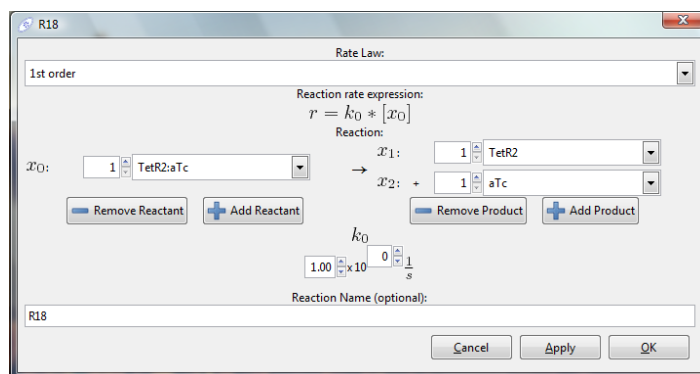 R18
Rate Law:
1st order
Reaction rate expression:
r = k₀ * [x₀]
Reaction:
x₀: 1 TetR2:aTc → x₁: 1 TetR2
x₂: + 1 aTc
Remove Reactant Add Reactant Remove Product Add Product
k₀
1.00 x 10 0 1/s
Reaction Name (optional):
R18
Cancel Apply OK